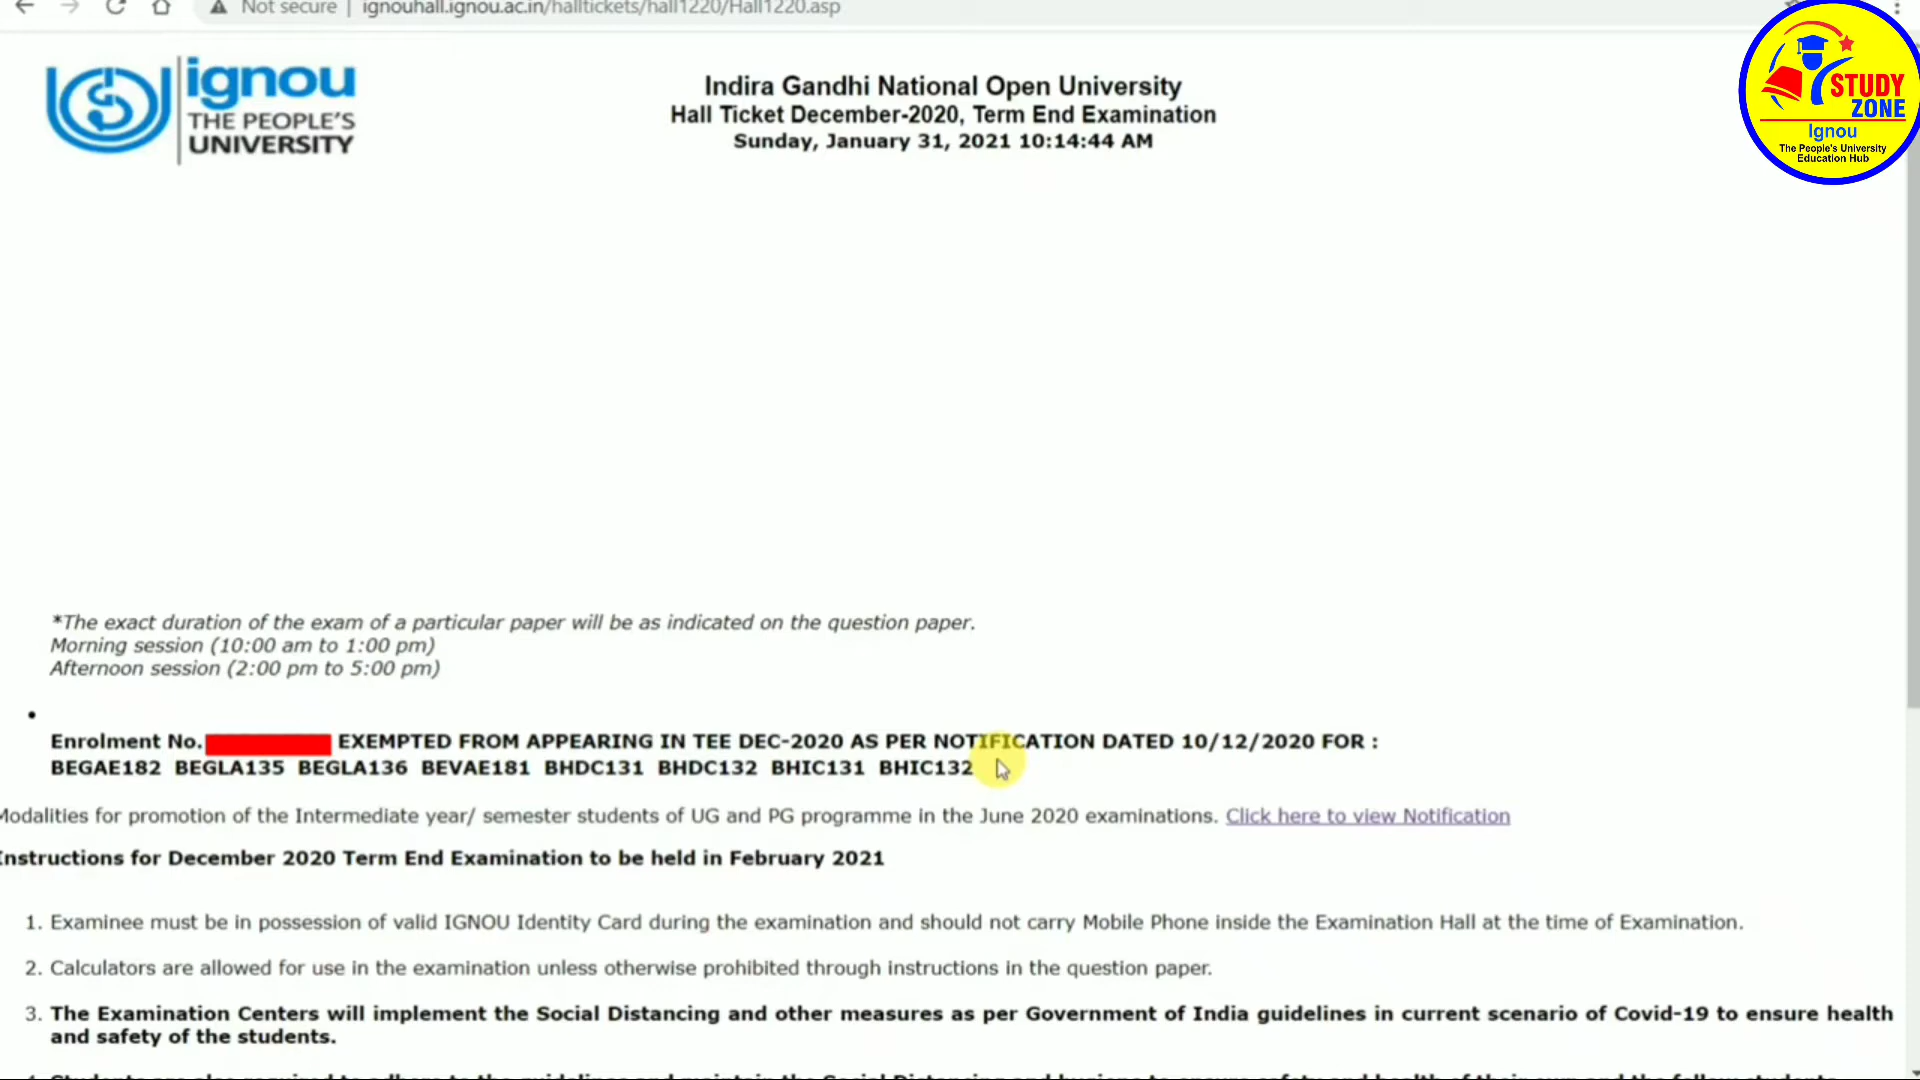 Not secure | ignouhall.ignou.ac.in/halltickets/hall1220/Hall1220.asp
ignou
THE PEOPLE'S
UNIVERSITY
Indira Gandhi National Open University
Hall Ticket December-2020, Term End Examination
Sunday, January 31, 2021 10:14:44 AM
STUDY
ZONE
Ignou
The People's University
Education Hub
*The exact duration of the exam of a particular paper will be as indicated on the question paper.
Morning session (10:00 am to 1:00 pm)
Afternoon session (2:00 pm to 5:00 pm)
Enrolment No. EXEMPTED FROM APPEARING IN TEE DEC-2020 AS PER NOTIFICATION DATED 10/12/2020 FOR :
BEGAE182 BEGLA135 BEGLA136 BEVAE181 BHDC131 BHDC132 BHIC131 BHIC132
Modalities for promotion of the Intermediate year/ semester students of UG and PG programme in the June 2020 examinations. Click here to view Notification
Instructions for December 2020 Term End Examination to be held in February 2021
1. Examinee must be in possession of valid IGNOU Identity Card during the examination and should not carry Mobile Phone inside the Examination Hall at the time of Examination.
2. Calculators are allowed for use in the examination unless otherwise prohibited through instructions in the question paper.
3. The Examination Centers will implement the Social Distancing and other measures as per Government of India guidelines in current scenario of Covid-19 to ensure health
and safety of the students.